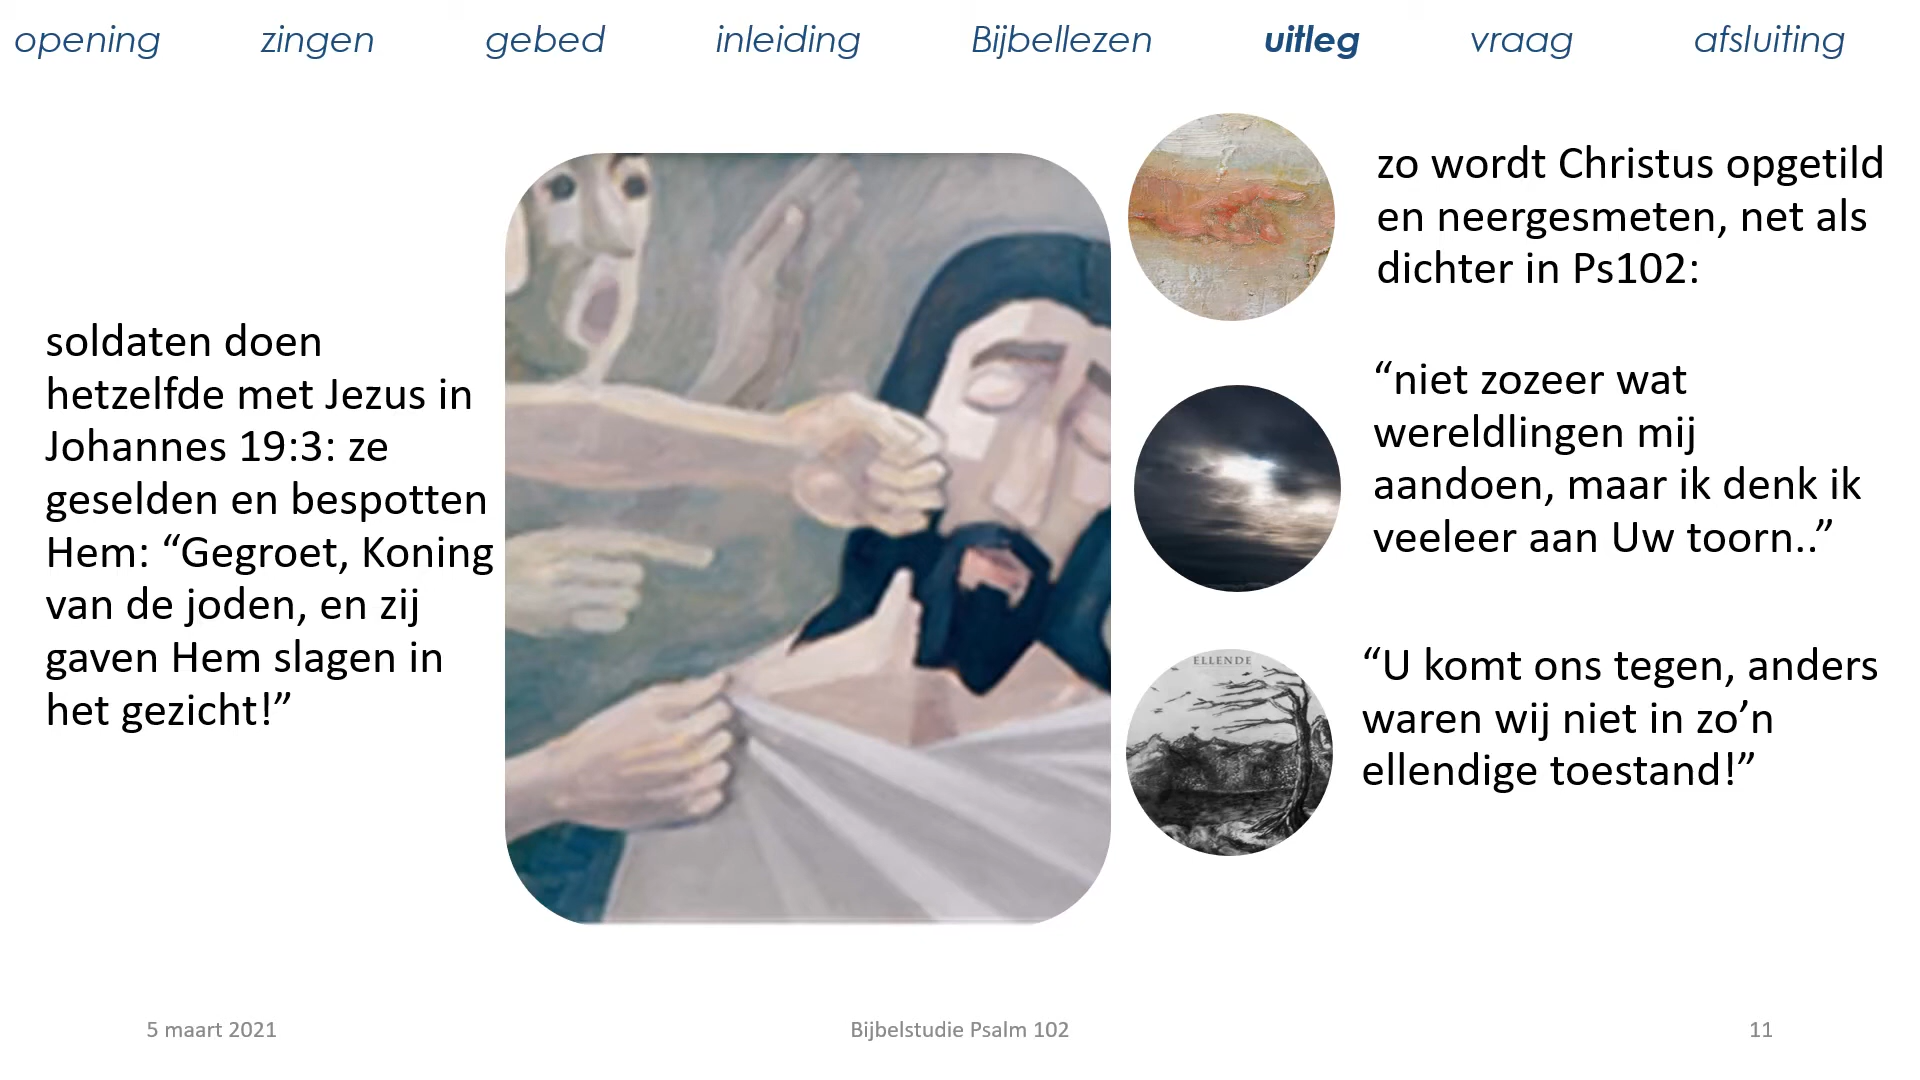 opening zingen gebed inleiding Bijbellezen uitleg vraag afsluiting
soldaten doen
hetzelfde met Jezus in
Johannes 19:3: ze
geselden en bespotten
Hem: “Gegroet, Koning
van de joden, en zij
gaven Hem slagen in
het gezicht!”
zo wordt Christus opgetild
en neergesmeten, net als
dichter in Ps102:
“niet zozeer wat
wereldlingen mij
aandoen, maar ik denk ik
veeleer aan Uw toorn..”
ELLENDE
“U komt ons tegen, anders
waren wij niet in zo’n
ellendige toestand!”
5 maart 2021
Bijbelstudie Psalm 102
11